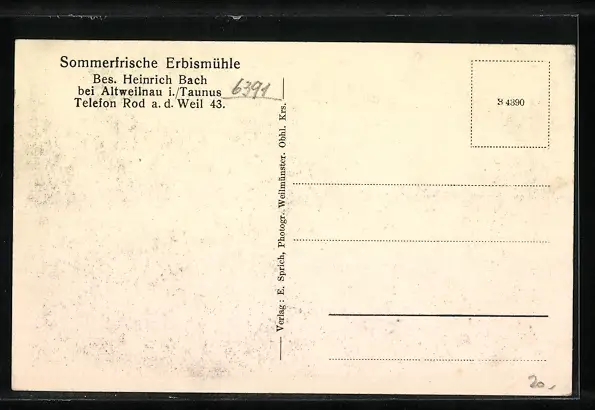 Sommerfrische Erbismühle
Bes. Heinrich Bach
bei Altweilnau i./Taunus
Telefon Rod a. d. Weil 43.
6391
Verlag: E. Sprich, Photogr. Weilmünster. Obhl. Krs.
S 4390
20.-